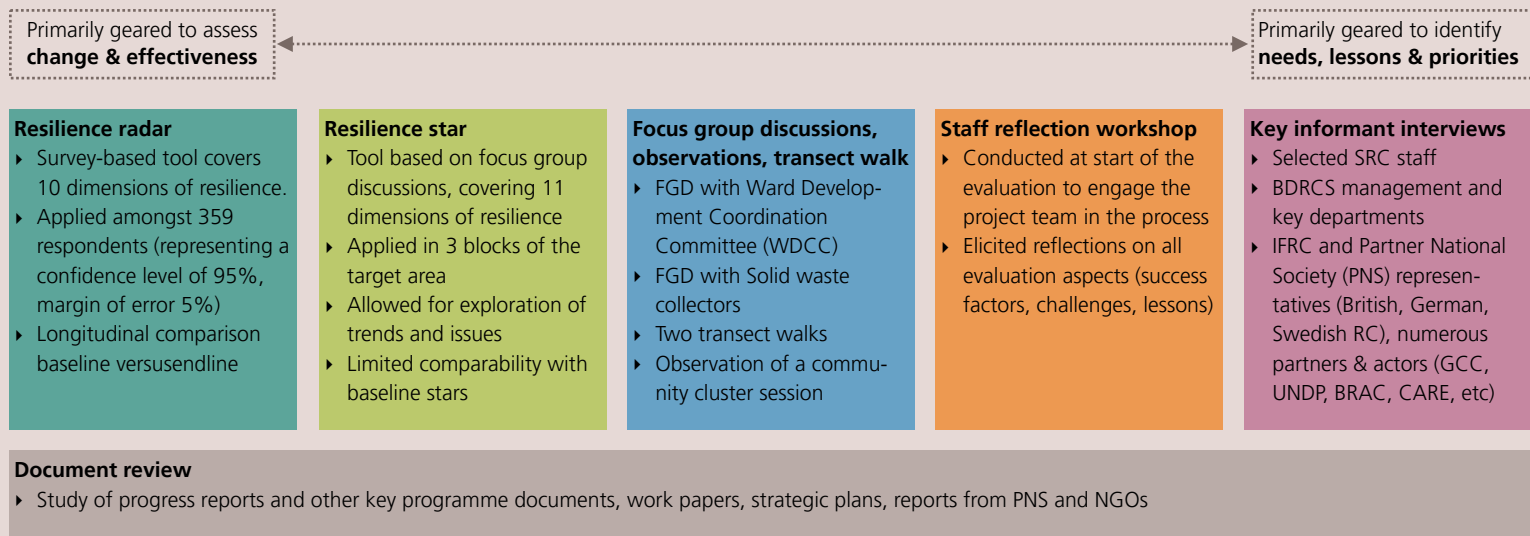 Primarily geared to assess
change & effectiveness
Primarily geared to identify
needs, lessons & priorities
Resilience radar
▸ Survey-based tool covers
10 dimensions of resilience.
▸ Applied amongst 359
respondents (representing a
confidence level of 95%,
margin of error 5%)
▸ Longitudinal comparison
baseline versusendline
Resilience star
▸ Tool based on focus group
discussions, covering 11
dimensions of resilience
▸ Applied in 3 blocks of the
target area
▸ Allowed for exploration of
trends and issues
▸ Limited comparability with
baseline stars
Focus group discussions,
observations, transect walk
▸ FGD with Ward Develop-
ment Coordination
Committee (WDCC)
▸ FGD with Solid waste
collectors
▸ Two transect walks
▸ Observation of a commu-
nity cluster session
Staff reflection workshop
▸ Conducted at start of the
evaluation to engage the
project team in the process
▸ Elicited reflections on all
evaluation aspects (success
factors, challenges, lessons)
Key informant interviews
▸ Selected SRC staff
▸ BDRCS management and
key departments
▸ IFRC and Partner National
Society (PNS) represen-
tatives (British, German,
Swedish RC), numerous
partners & actors (GCC,
UNDP, BRAC, CARE, etc)
Document review
▸ Study of progress reports and other key programme documents, work papers, strategic plans, reports from PNS and NGOs